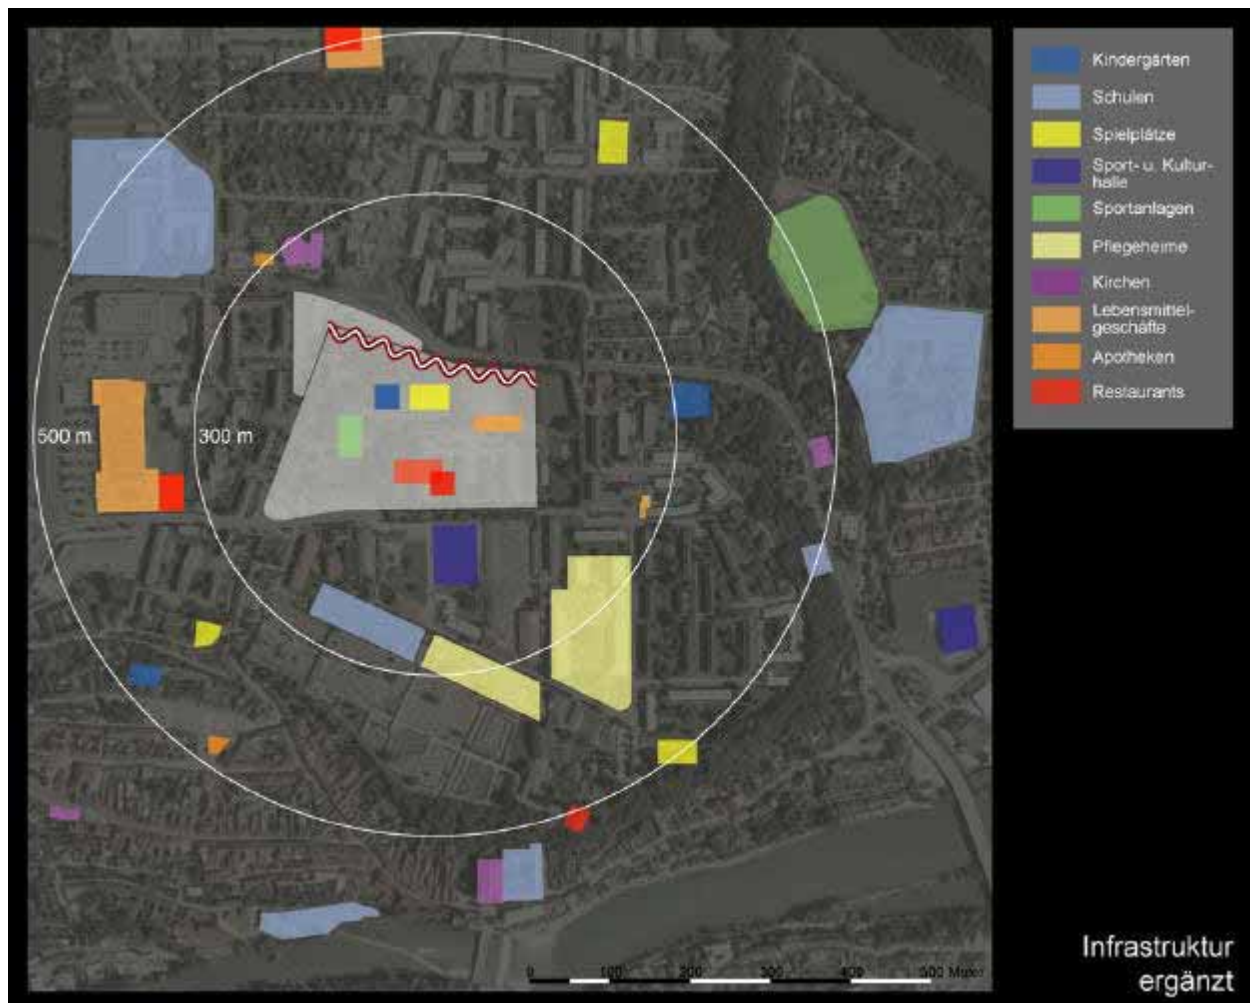 Kindergärten
Schulen
Spielplätze
Sport- u. Kultur-
halle
Sportanlagen
Pflegeheime
Kirchen
Lebensmittel-
geschäfte
Apotheken
Restaurants
500 m
300 m
0 100 200 300 400 500 Meter
Infrastruktur
ergänzt